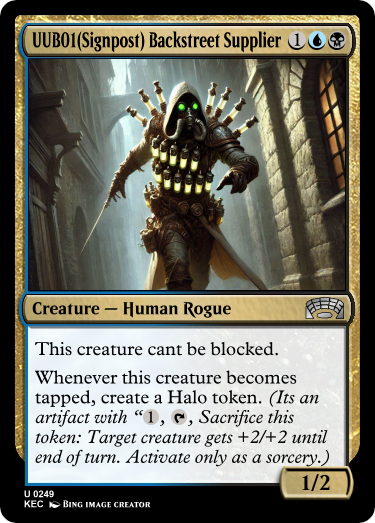 UUB01(Signpost) Backstreet Supplier 1
Creature — Human Rogue
This creature cant be blocked.
Whenever this creature becomes
tapped, create a Halo token. (Its an
artifact with “1, , Sacrifice this
token: Target creature gets +2/+2 until
end of turn. Activate only as a sorcery.)
1/2
U 0249
KEC BING IMAGE CREATOR